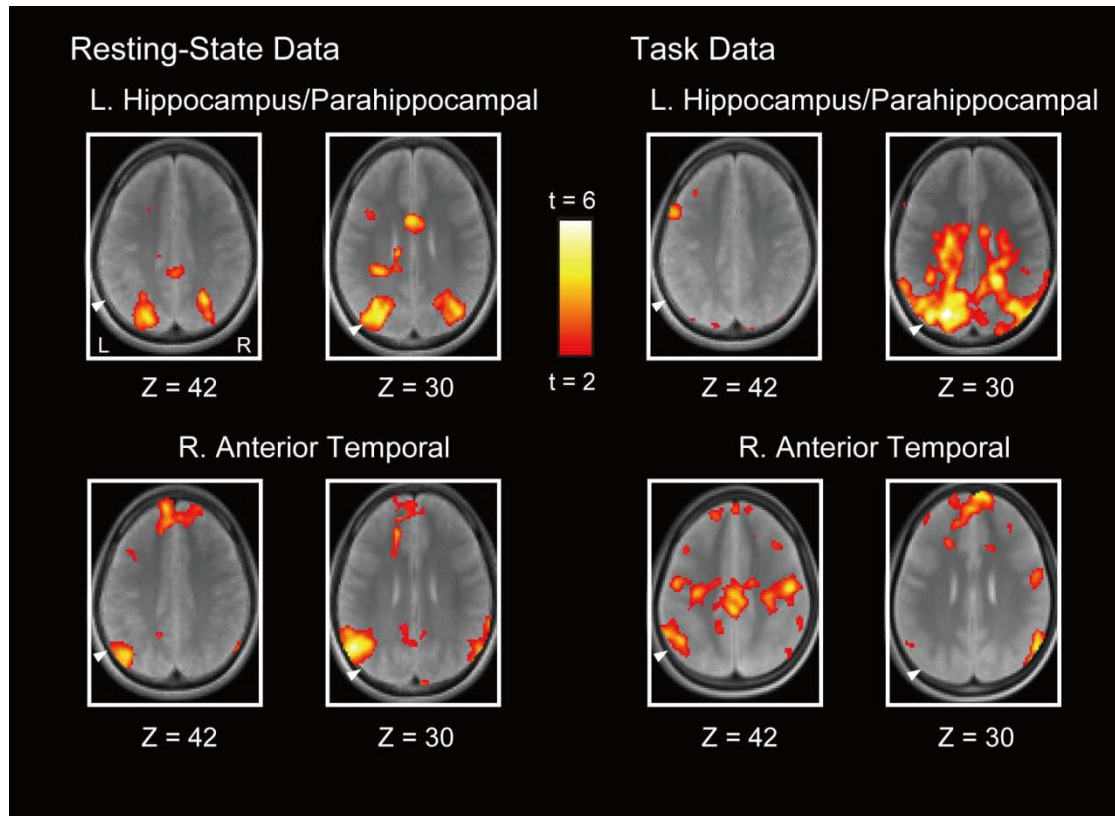 Resting-State Data
Task Data
L. Hippocampus/Parahippocampal
L. Hippocampus/Parahippocampal
t = 6
t = 2
L
R
Z = 42
Z = 30
Z = 42
Z = 30
R. Anterior Temporal
R. Anterior Temporal
Z = 42
Z = 30
Z = 42
Z = 30